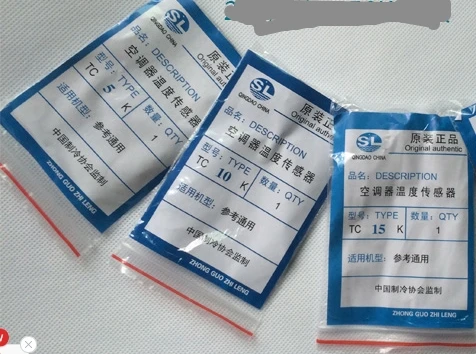 SL
QINGDAO CHINA
原装正
Original
品名: DESCRIPTION
空调器温度传感器
型号: TYPE 数量: QTY
TC 5 K 1
适用机型: 参考通用
中国制冷协会监制
ZHONG GUO ZHI LENG
SL
QINGDAO CHINA
原装正
Original auth
品名: DESCRIPTION
空调器温度传感器
型号: TYPE 数量: QTY
TC 10 K 1
适用机型: 参考通用
中国制冷协会监制
ZHONG GUO ZHI LENG
SL
QINGDAO CHINA
原装正品
Original authentic
品名: DESCRIPTION
空调器温度传感器
型号: TYPE 数量: QTY
TC 15 K 1
适用机型: 参考通用
中国制冷协会监制
ZHONG GUO ZHI LENG